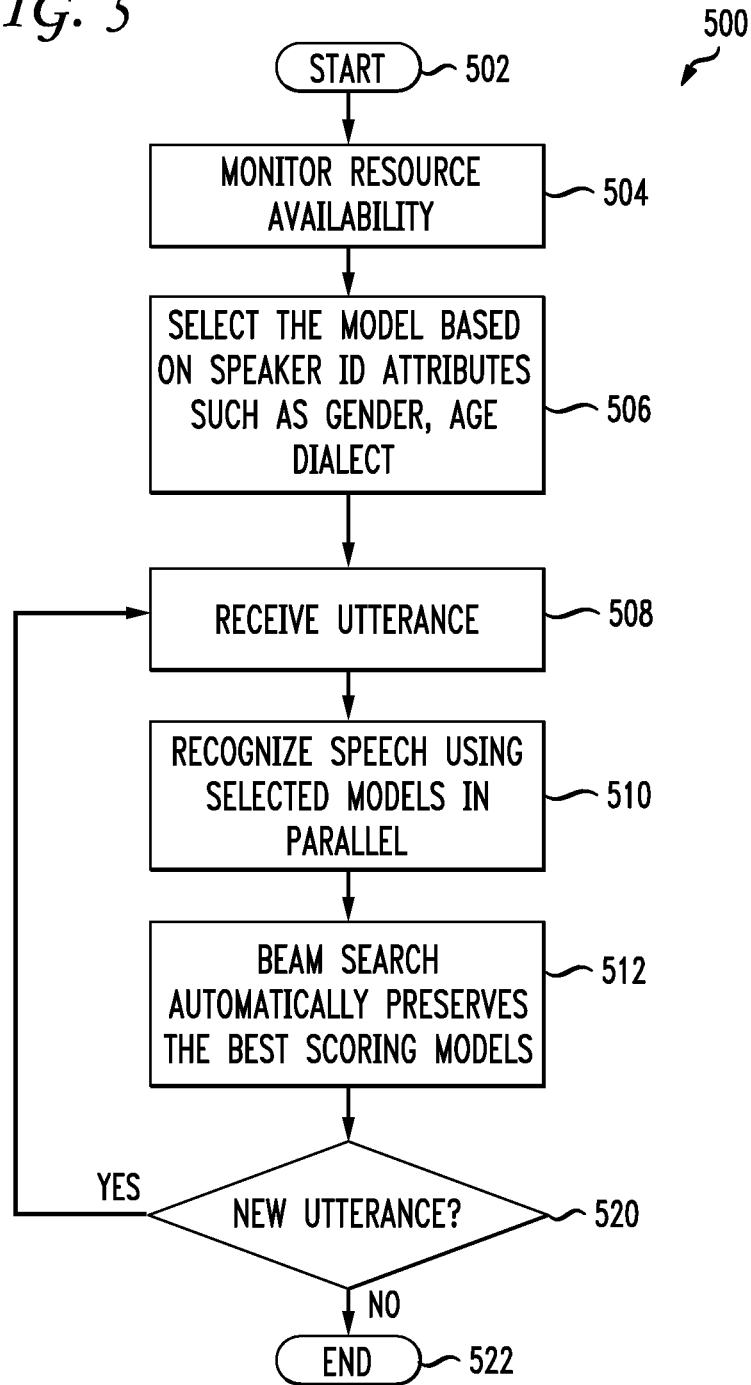 500
START
502
MONITOR RESOURCE
AVAILABILITY
504
SELECT THE MODEL BASED
ON SPEAKER ID ATTRIBUTES
SUCH AS GENDER, AGE
DIALECT
506
RECEIVE UTTERANCE
508
RECOGNIZE SPEECH USING
SELECTED MODELS IN
PARALLEL
510
BEAM SEARCH
AUTOMATICALLY PRESERVES
THE BEST SCORING MODELS
512
YES
NEW UTTERANCE?
520
NO
END
522